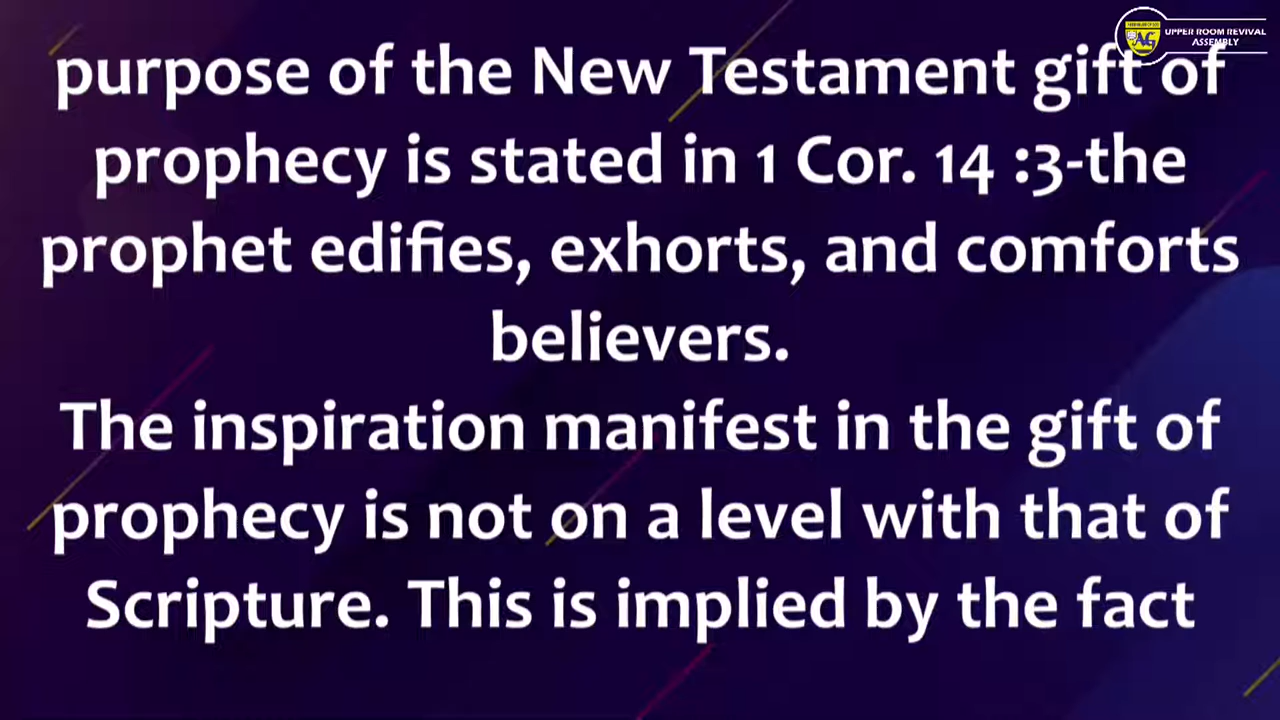 UPPER ROOM REVIVAL
ASSEMBLY
purpose of the New Testament gift of
prophecy is stated in 1 Cor. 14 :3-the
prophet edifies, exhorts, and comforts
believers.
The inspiration manifest in the gift of
prophecy is not on a level with that of
Scripture. This is implied by the fact